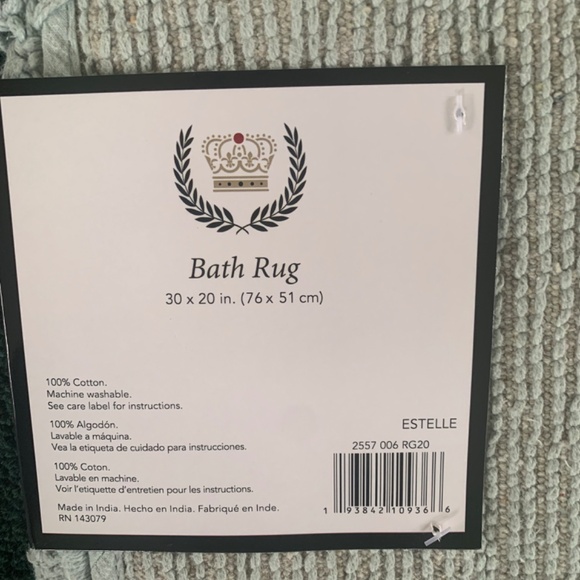 Bath Rug
30 x 20 in. (76 x 51 cm)
100% Cotton.
Machine washable.
See care label for instructions.
100% Algodón.
Lavable a máquina.
Vea la etiqueta de cuidado para instrucciones.
100% Coton.
Lavable en machine.
Voir l'etiquette d'entretien pour les instructions.
Made in India. Hecho en India. Fabriqué en Inde.
RN 143079
ESTELLE
2557 006 RG20
1 93842 10936 6